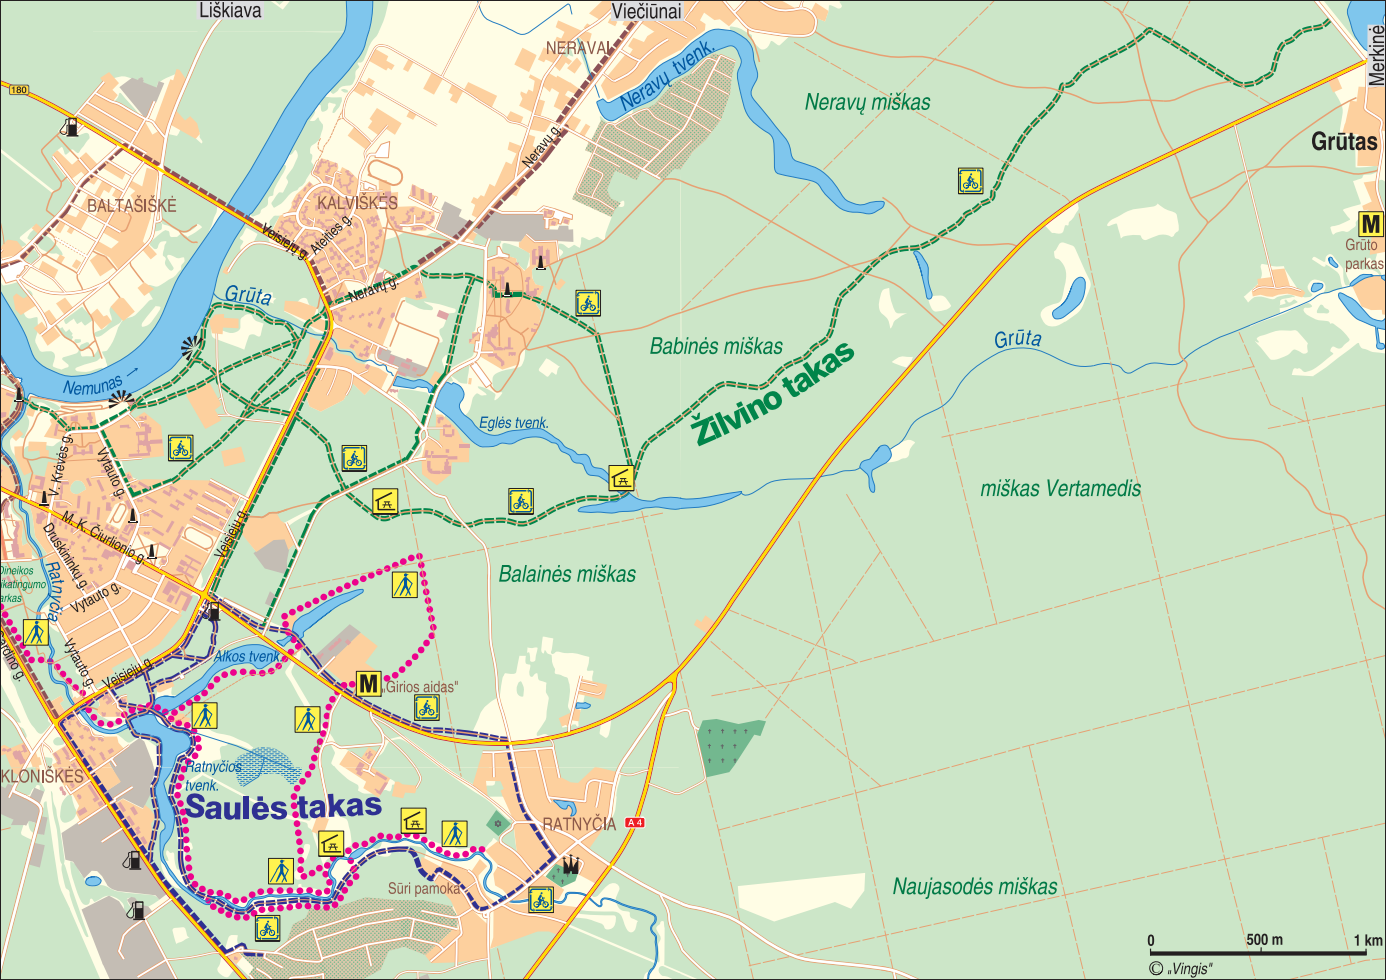 Liškiava
Viečiūnai
Merkinė
NERAVAI
Neravų tvenk.
180
Neravų miškas
Grūtas
Neravų g.
BALTAŠIŠKĖ
KALVIŠKĖS
Ateities g.
Veisiejų g.
M
Grūto
parkas
Neravų g.
Grūta
Grūta
Babinės miškas
Žilvino takas
Nemunas →
Eglės tvenk.
V. Krėvės g.
Vytauto g.
miškas Vertamedis
M. K. Čiurlionio g.
Veisiejų g.
Druskininkų g.
Ratnyčia
Dineikos
parkas
Vytauto g.
Balainės miškas
Vytauto g.
Alkos tvenk.
Veisiejų g.
M
„Girios aidas"
KLONIŠKĖS
Ratnyčios
tvenk.
Saulės takas
RATNYČIA
A 4
Sūri pamoka
Naujasodės miškas
0
500 m
1 km
© „Vingis"